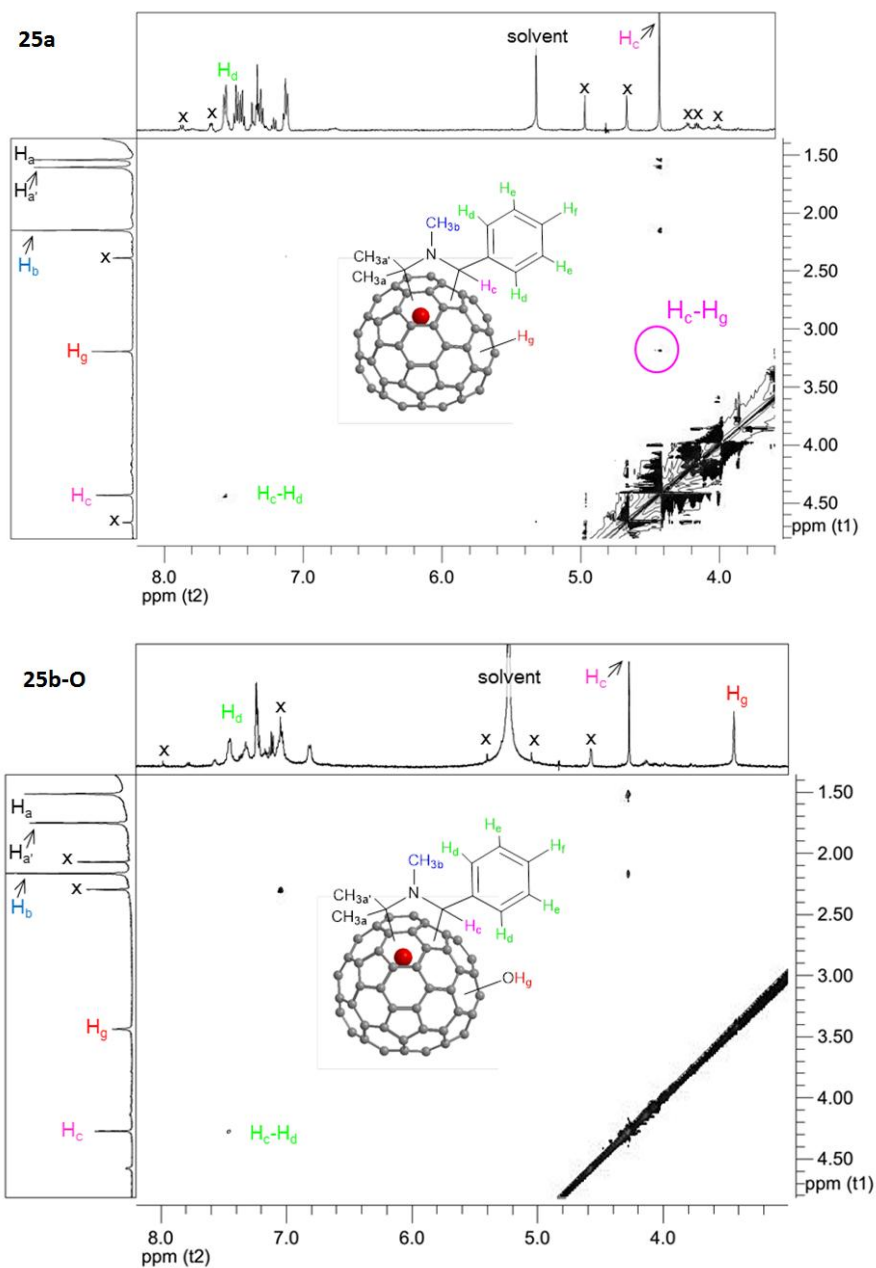 25a
solvent
Hc
Hd
x
x
x
x
x
x
x
Ha
Ha'
Hb
x
Hg
Hc
x
He
Hd
Hf
CH3b
CH3a'
N
CH3a
Hc
He
Hd
Hg
Hc-Hg
Hc-Hd
1.50
2.00
2.50
3.00
3.50
4.00
4.50
ppm (t1)
8.0 7.0 6.0 5.0 4.0
ppm (t2)
25b-O
solvent
Hc
Hd
Hg
x
x
x
x
x
Ha
Ha'
x
x
Hb
Hg
Hc
He
Hd
Hf
CH3b
CH3a'
N
CH3a
Hc
He
Hd
OHg
Hc-Hd
1.50
2.00
2.50
3.00
3.50
4.00
4.50
ppm (t1)
8.0 7.0 6.0 5.0 4.0
ppm (t2)